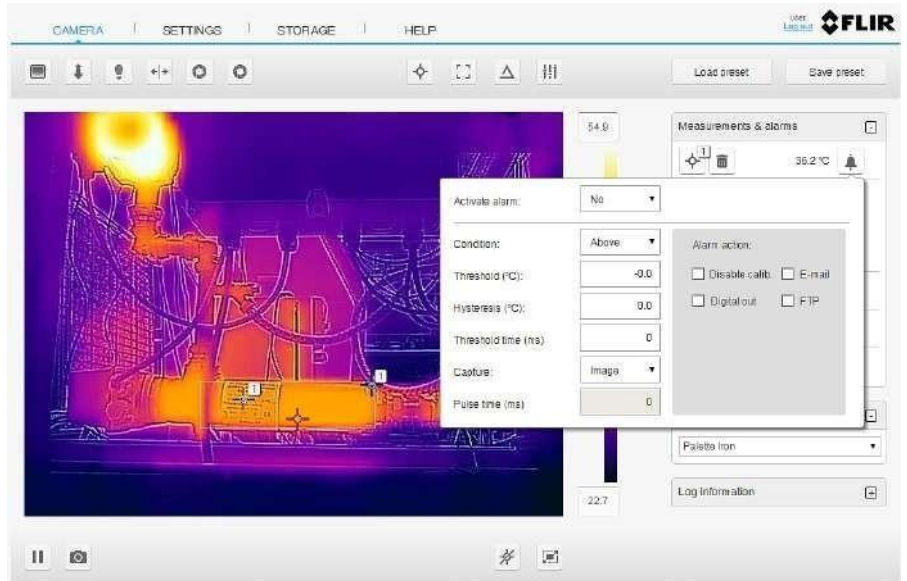 CAMERA SETTINGS STORAGE HELP
User
Log out
FLIR
Load preset Save preset
54.9
Measurements & alarms
1
36.2 °C
Activate alarm: No
Condition: Above
Alarm action:
Threshold (°C): -0.0
Disable calib. E-mail
Hysteresis (°C): 0.0
Digital out FTP
Threshold time (ms) 0
Capture: Image
Pulse time (ms) 0
1
1
Palette Iron
22.7
Log Information